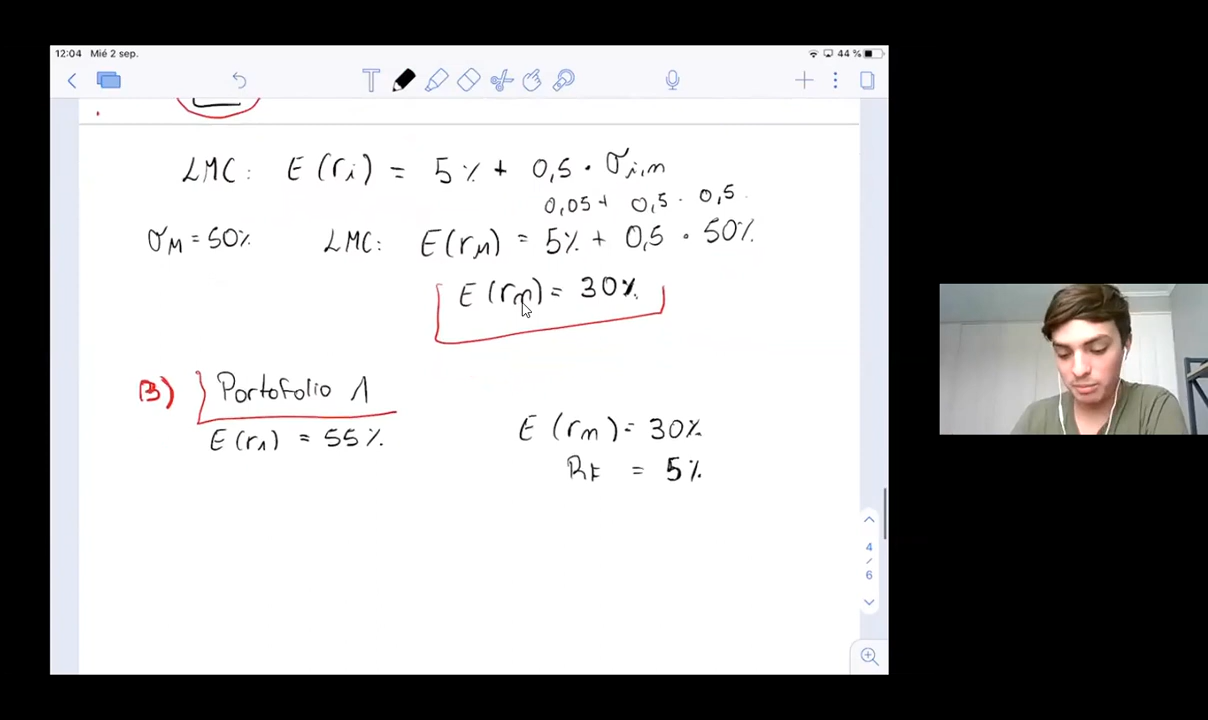 12:04 Mié 2 sep.
44 %
T
LMC: E(ri) = 5% + 0,5 · σi,m
0,05 + 0,5 · 0,5
σM = 50% LMC: E(rM) = 5% + 0,5 · 50%
E(rm) = 30%
B) Portofolio 1
E(r1) = 55%
E(rm) = 30%
RF = 5%
4
/
6